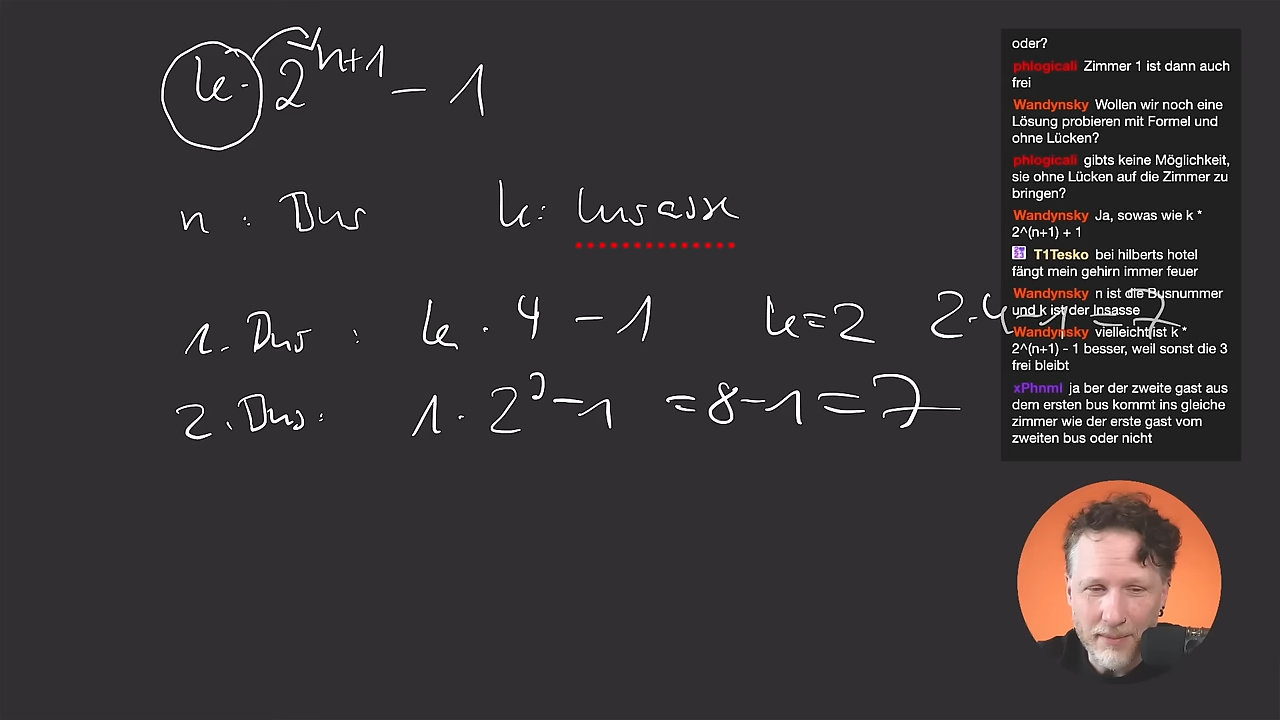 k · 2^(n+1) − 1
n : Bus k: Insasse
1. Bus : k · 4 − 1 k=2 2·4−1=7
2. Bus: 1 · 2³ − 1 = 8−1 = 7
oder?
phlogicali Zimmer 1 ist dann auch
frei
Wandynsky Wollen wir noch eine
Lösung probieren mit Formel und
ohne Lücken?
phlogicali gibts keine Möglichkeit,
sie ohne Lücken auf die Zimmer zu
bringen?
Wandynsky Ja, sowas wie k *
2^(n+1) + 1
T1Tesko bei hilberts hotel
fängt mein gehirn immer feuer
Wandynsky n ist die Busnummer
und k ist der Insasse
Wandynsky vielleicht ist k *
2^(n+1) - 1 besser, weil sonst die 3
frei bleibt
xPhnml ja ber der zweite gast aus
dem ersten bus kommt ins gleiche
zimmer wie der erste gast vom
zweiten bus oder nicht